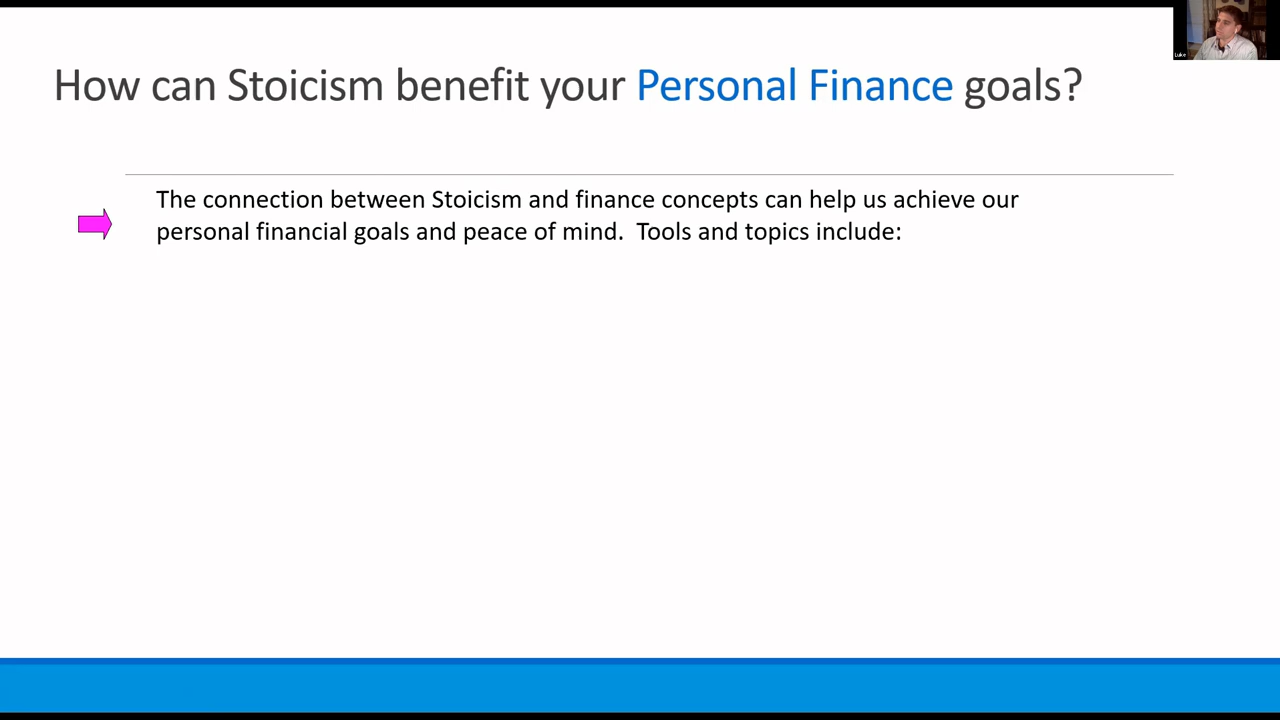 How can Stoicism benefit your Personal Finance goals?
The connection between Stoicism and finance concepts can help us achieve our
personal financial goals and peace of mind.  Tools and topics include:
Luke